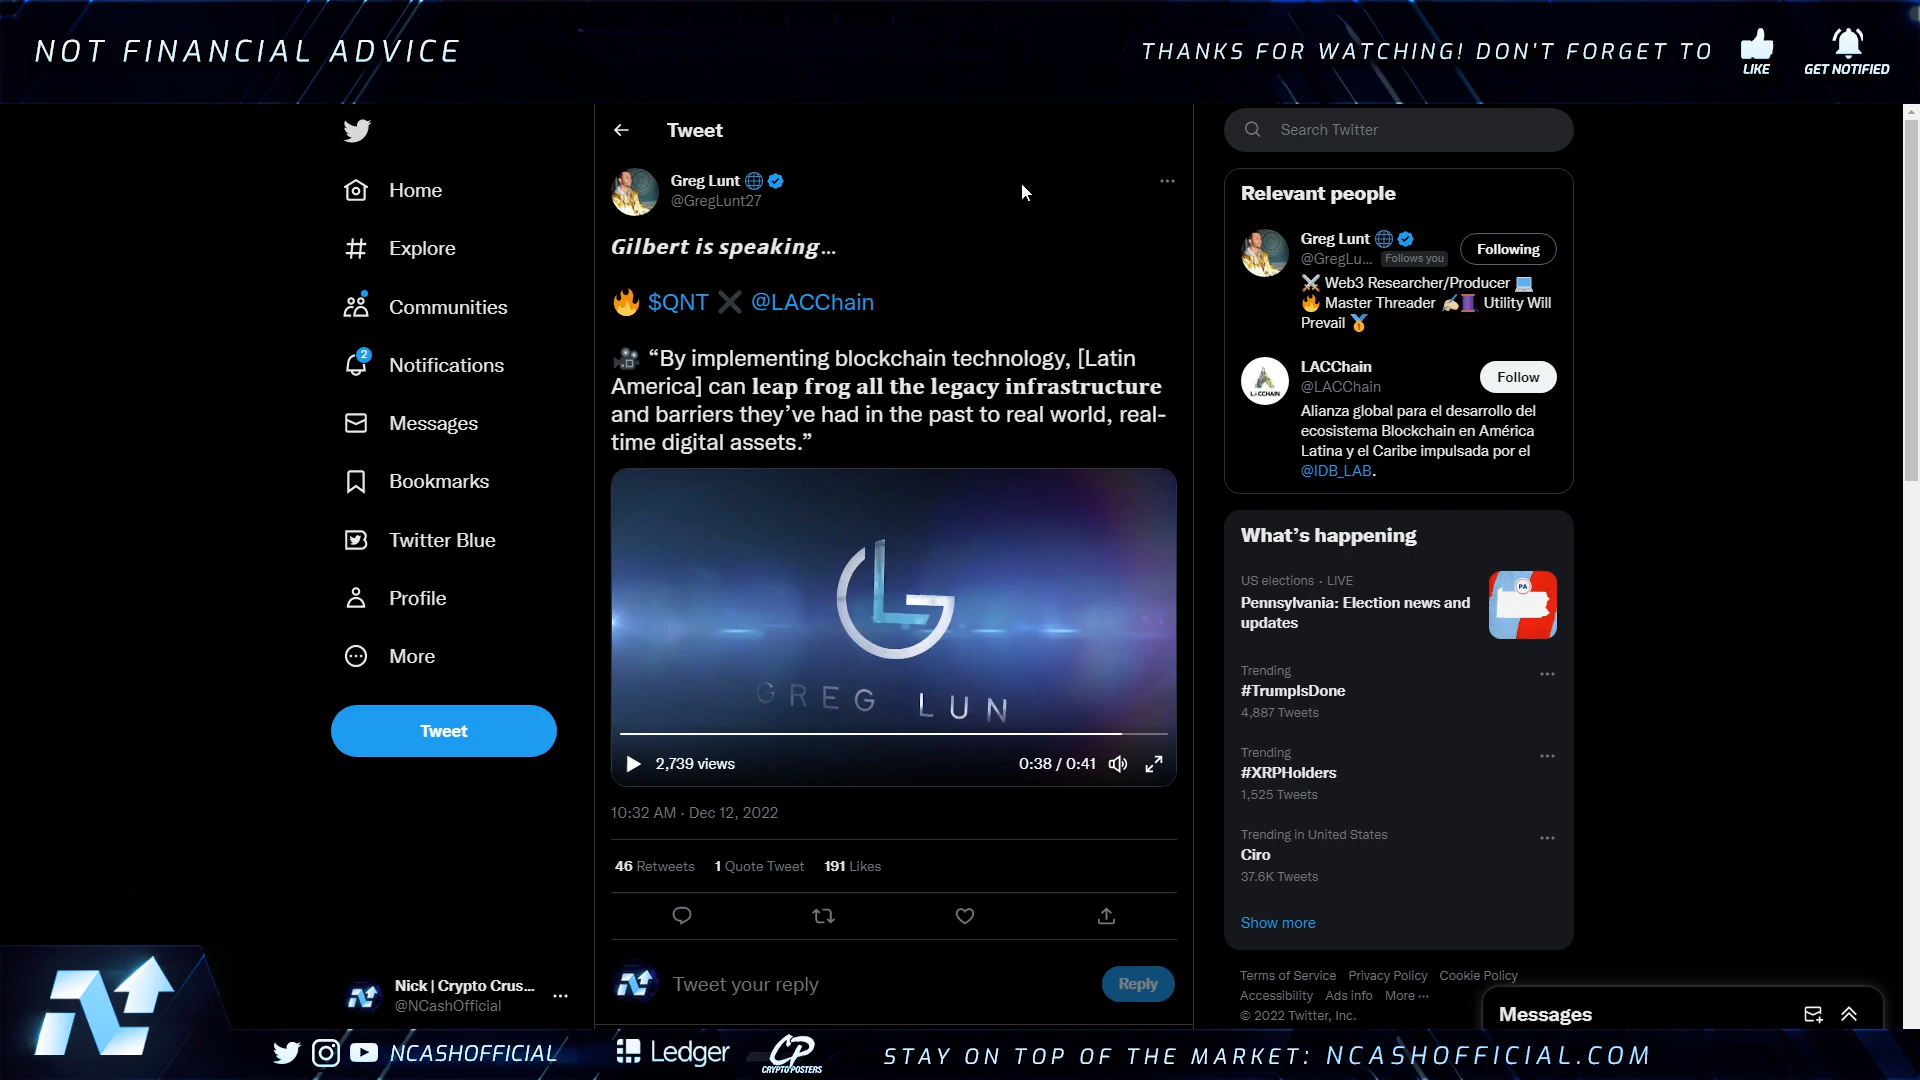 NOT FINANCIAL ADVICE
THANKS FOR WATCHING! DON'T FORGET TO
LIKE
GET NOTIFIED
Home
Explore
Communities
2
Notifications
Messages
Bookmarks
Twitter Blue
Profile
More
Tweet
Nick | Crypto Crus...
@NCashOfficial
Tweet
Greg Lunt
@GregLunt27
Gilbert is speaking...
$QNT @LACChain
“By implementing blockchain technology, [Latin
America] can leap frog all the legacy infrastructure
and barriers they’ve had in the past to real world, real-
time digital assets.”
GREG LUN
2,739 views
0:38 / 0:41
10:32 AM · Dec 12, 2022
46 Retweets 1 Quote Tweet 191 Likes
Tweet your reply
Reply
Search Twitter
Relevant people
Greg Lunt
@GregLu... Follows you
Following
Web3 Researcher/Producer
Master Threader Utility Will
Prevail
LACChain
@LACChain
Follow
LACCHAIN
Alianza global para el desarrollo del
ecosistema Blockchain en América
Latina y el Caribe impulsada por el
@IDB_LAB.
What’s happening
US elections · LIVE
Pennsylvania: Election news and
updates
PA
Trending
#TrumpIsDone
4,887 Tweets
Trending
#XRPHolders
1,525 Tweets
Trending in United States
Ciro
37.6K Tweets
Show more
Terms of Service Privacy Policy Cookie Policy
Accessibility Ads info More ...
© 2022 Twitter, Inc.
Messages
NCASHOFFICIAL
Ledger
CP
CRYPTOPOSTERS
STAY ON TOP OF THE MARKET: NCASHOFFICIAL.COM